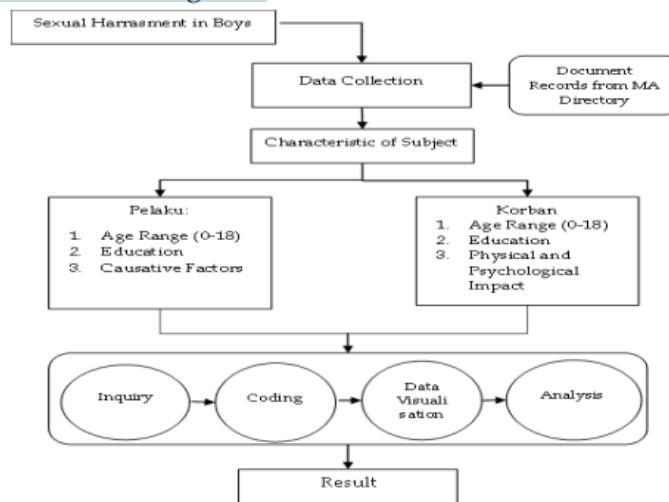 Sexual Harrasment in Boys
Data Collection
Document
Records from MA
Directory
Characteristic of Subject
Pelaku:
1. Age Range (0-18)
2. Education
3. Causative Factors
Korban
1. Age Range (0-18)
2. Education
3. Physical and
Psychological
Impact
Inquiry
Coding
Data
Visuali
sation
Analysis
Result